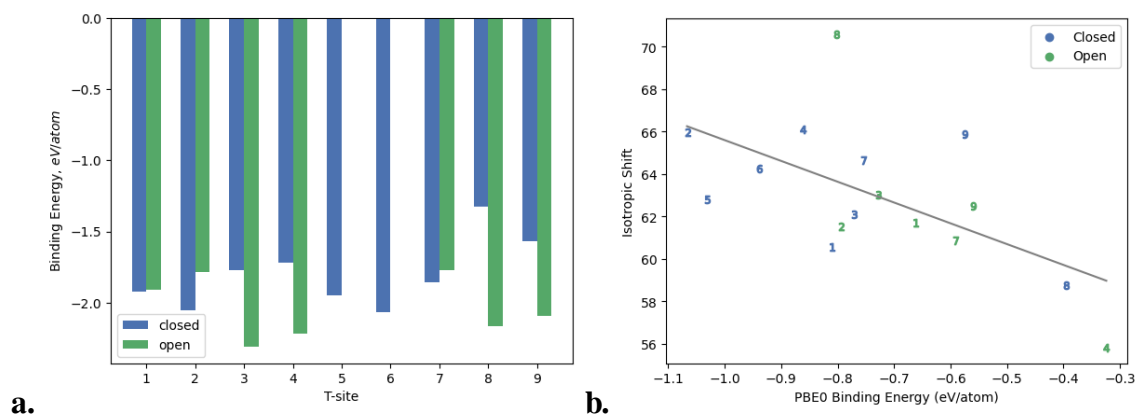 0.0
−0.5
−1.0
−1.5
−2.0
Binding Energy, eV/atom
closed
open
1 2 3 4 5 6 7 8 9
T-site
a.
70
68
66
64
62
60
58
56
Isotropic Shift
Closed
Open
8
2
4
9
7
6
5
3
3
9
2
1
7
1
8
4
−1.1 −1.0 −0.9 −0.8 −0.7 −0.6 −0.5 −0.4 −0.3
PBE0 Binding Energy (eV/atom)
b.